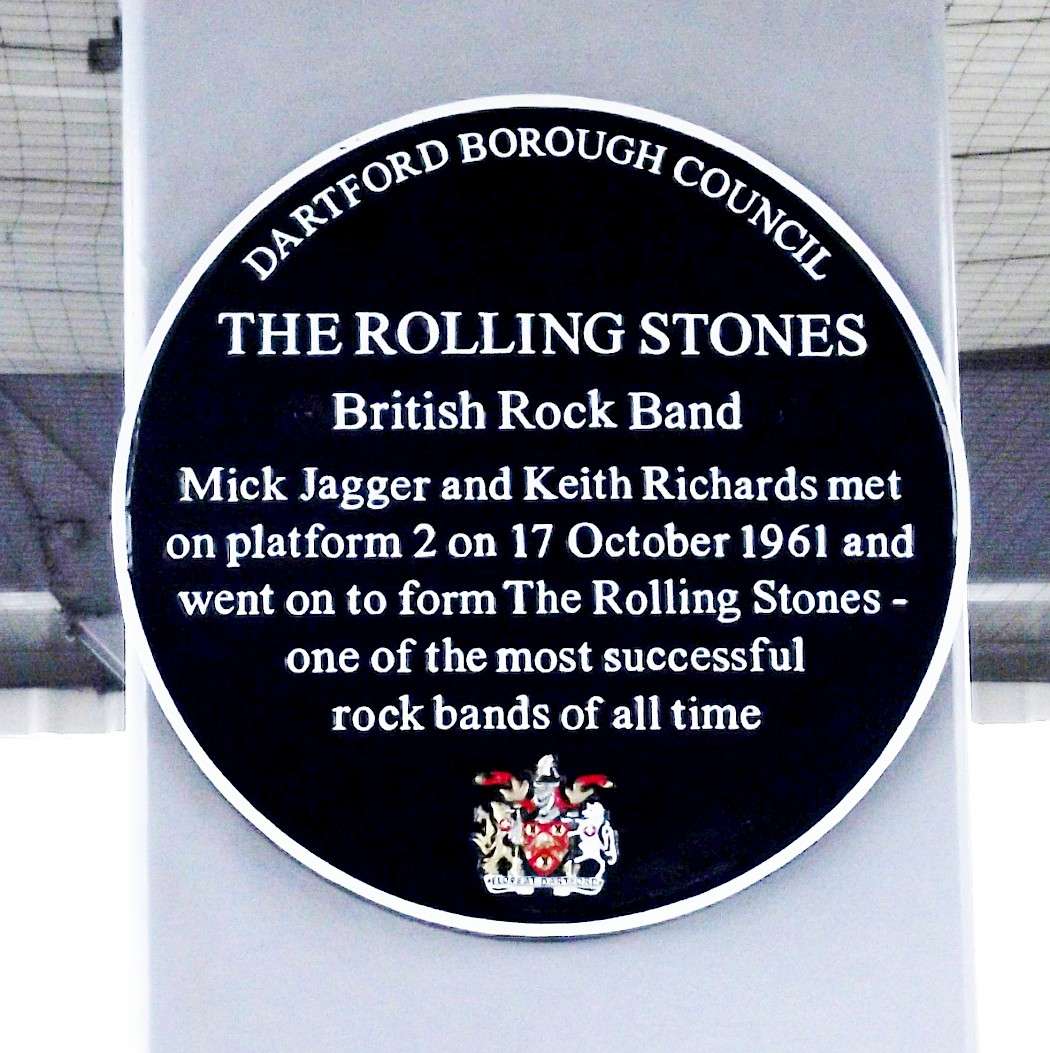 DARTFORD BOROUGH COUNCIL
THE ROLLING STONES
British Rock Band
Mick Jagger and Keith Richards met
on platform 2 on 17 October 1961 and
went on to form The Rolling Stones -
one of the most successful
rock bands of all time
FLOREAT DARTFORD